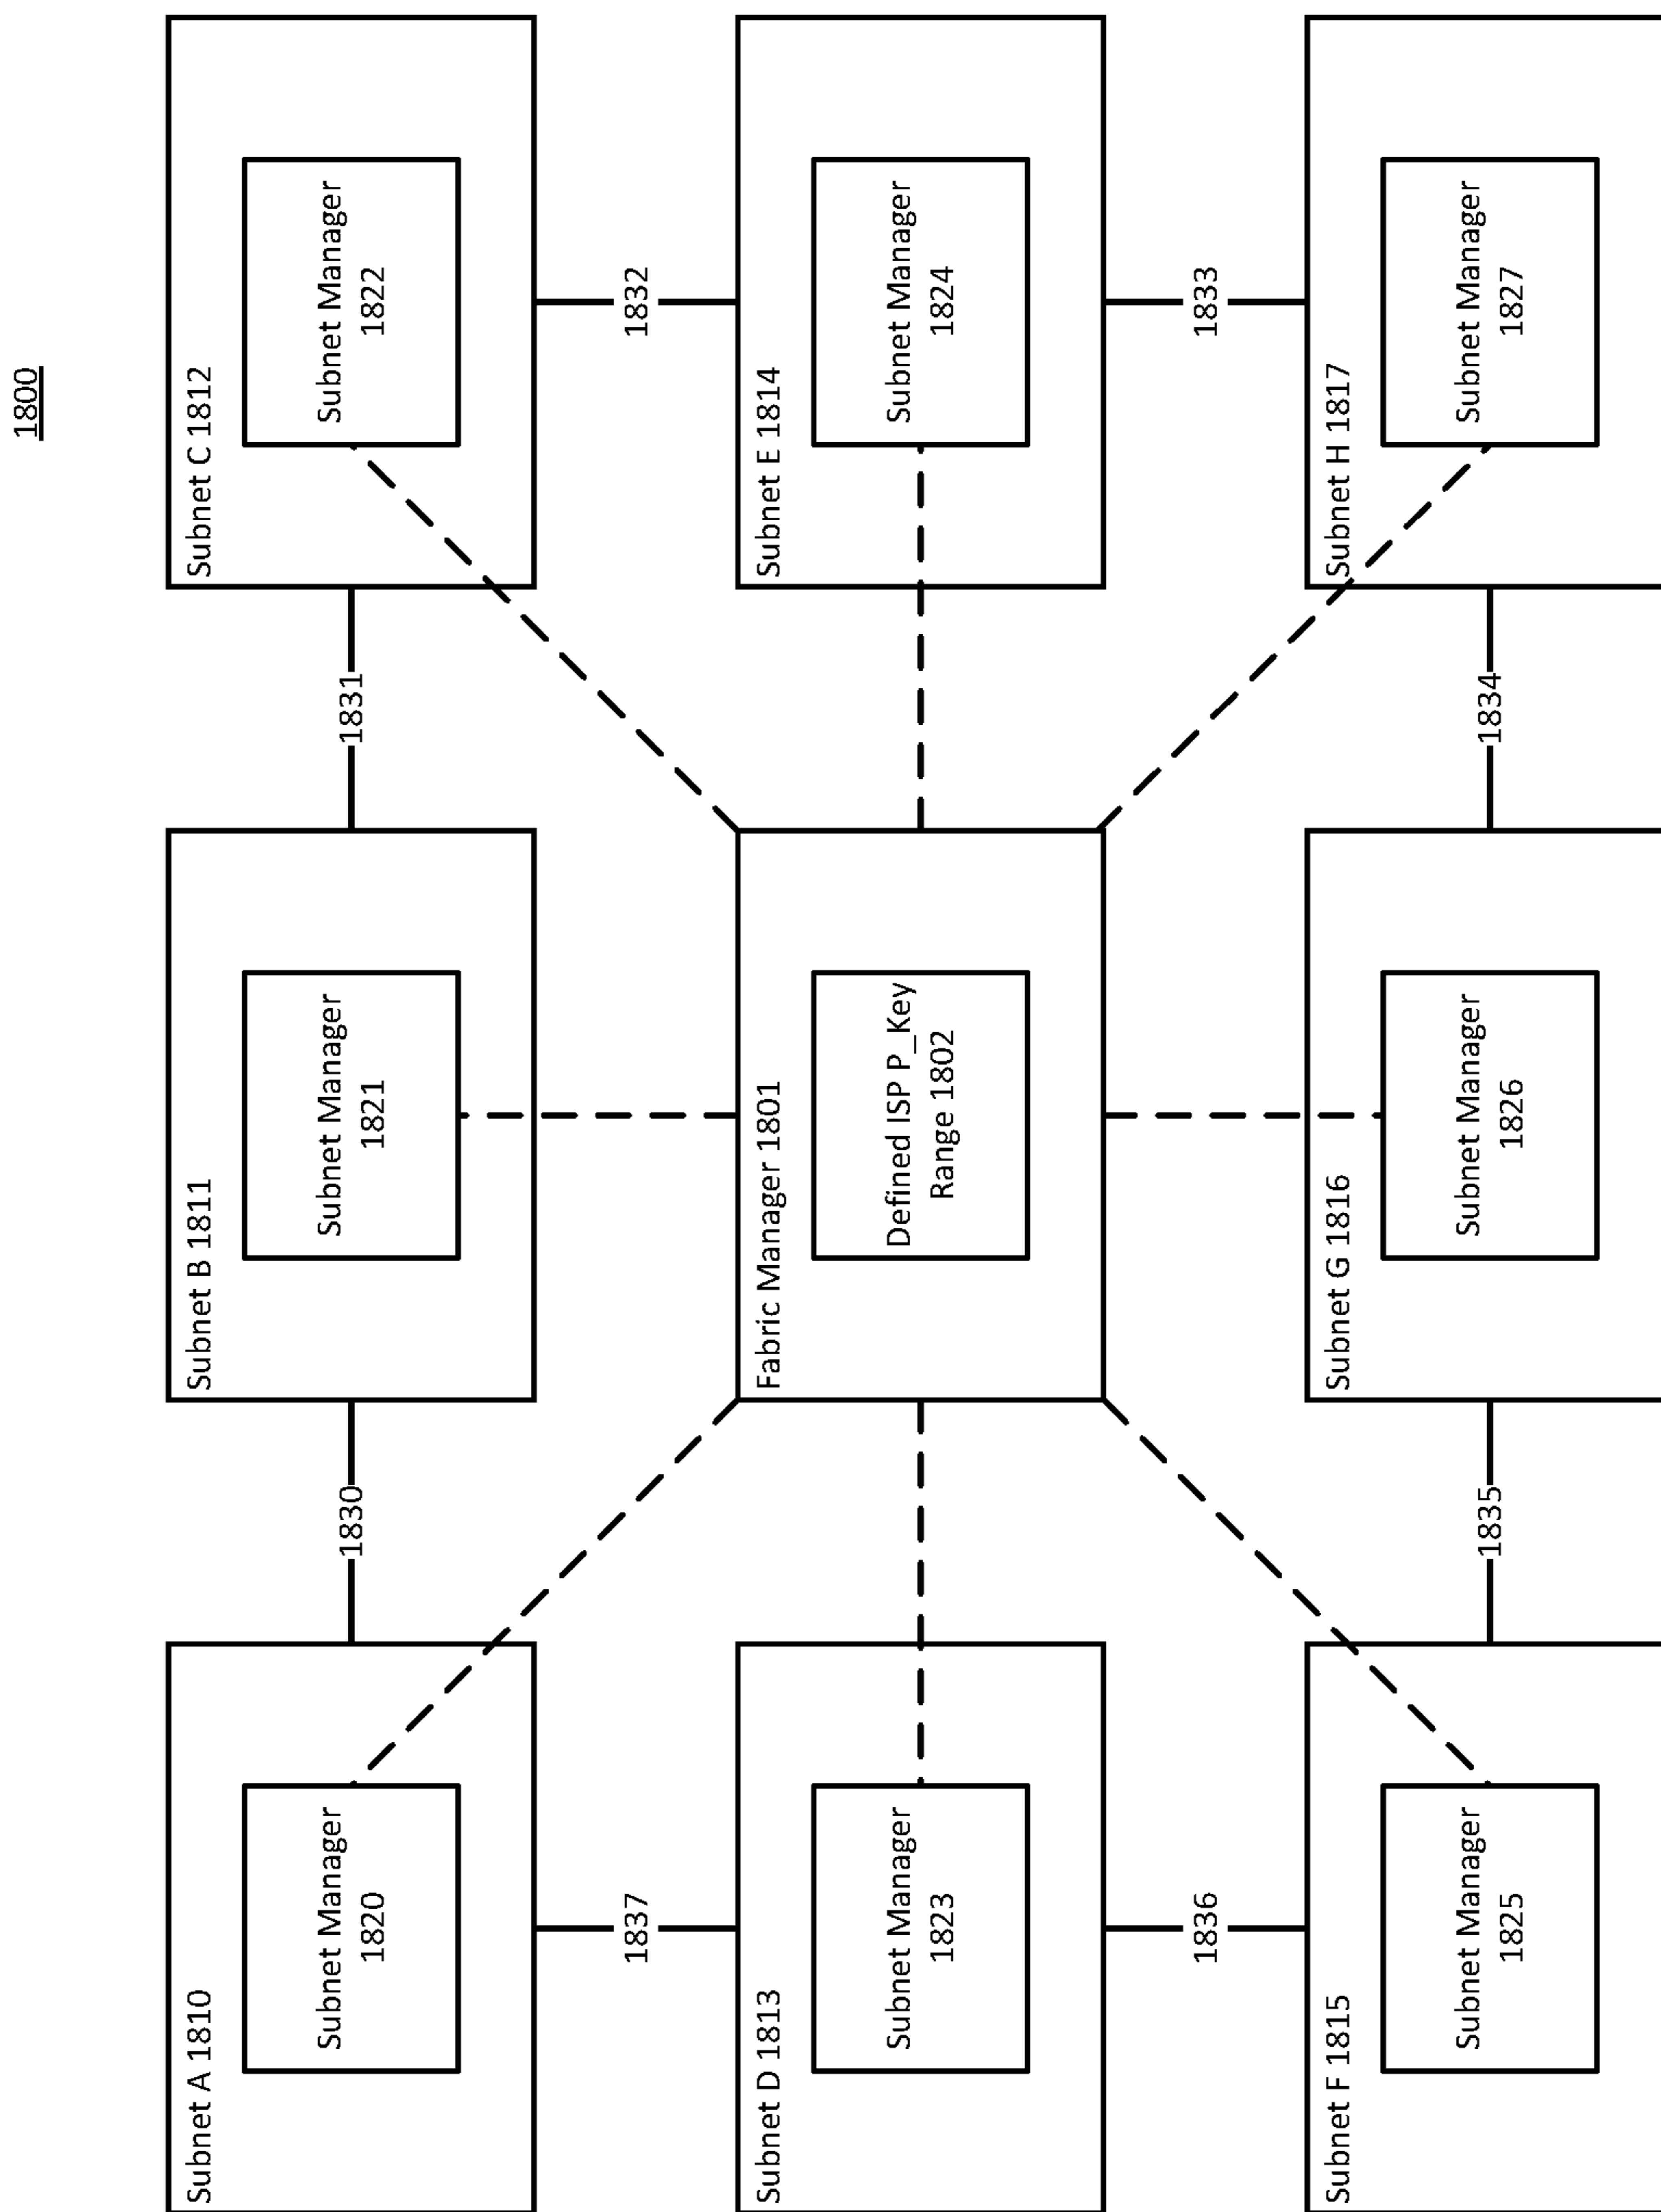 1800
Subnet A 1810
Subnet Manager
1820
1830
Subnet B 1811
Subnet Manager
1821
1831
Subnet C 1812
Subnet Manager
1822
1837
1832
Subnet D 1813
Subnet Manager
1823
Fabric Manager 1801
Defined ISP P_Key
Range 1802
Subnet E 1814
Subnet Manager
1824
1836
1833
Subnet F 1815
Subnet Manager
1825
1835
Subnet G 1816
Subnet Manager
1826
1834
Subnet H 1817
Subnet Manager
1827